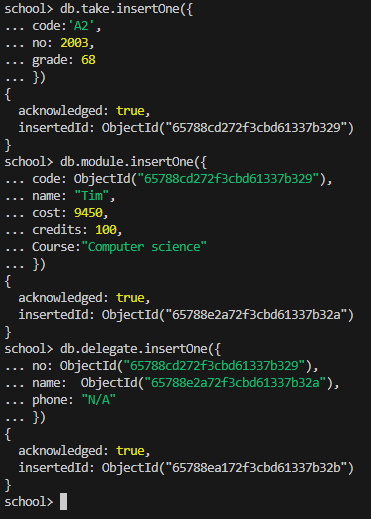 school> db.take.insertOne({
... code:'A2',
... no: 2003,
... grade: 68
... })
{
  acknowledged: true,
  insertedId: ObjectId("65788cd272f3cbd61337b329")
}
school> db.module.insertOne({
... code: ObjectId("65788cd272f3cbd61337b329"),
... name: "Tim",
... cost: 9450,
... credits: 100,
... Course:"Computer science"
... })
{
  acknowledged: true,
  insertedId: ObjectId("65788e2a72f3cbd61337b32a")
}
school> db.delegate.insertOne({
... no: ObjectId("65788cd272f3cbd61337b329"),
... name:  ObjectId("65788e2a72f3cbd61337b32a"),
... phone: "N/A"
... })
{
  acknowledged: true,
  insertedId: ObjectId("65788ea172f3cbd61337b32b")
}
school>